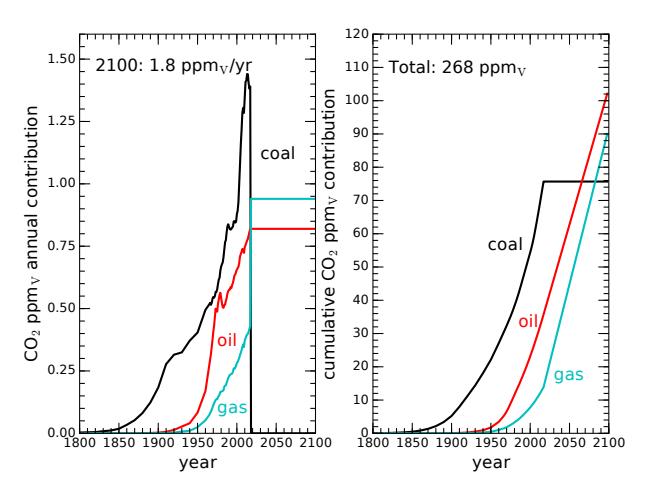 2100: 1.8 ppmV/yr
coal
oil
gas
CO2 ppmV annual contribution
1.50
1.25
1.00
0.75
0.50
0.25
0.00
1800 1850 1900 1950 2000 2050 2100
year
Total: 268 ppmV
coal
oil
gas
cumulative CO2 ppmV contribution
120
110
100
90
80
70
60
50
40
30
20
10
0
1800 1850 1900 1950 2000 2050 2100
year